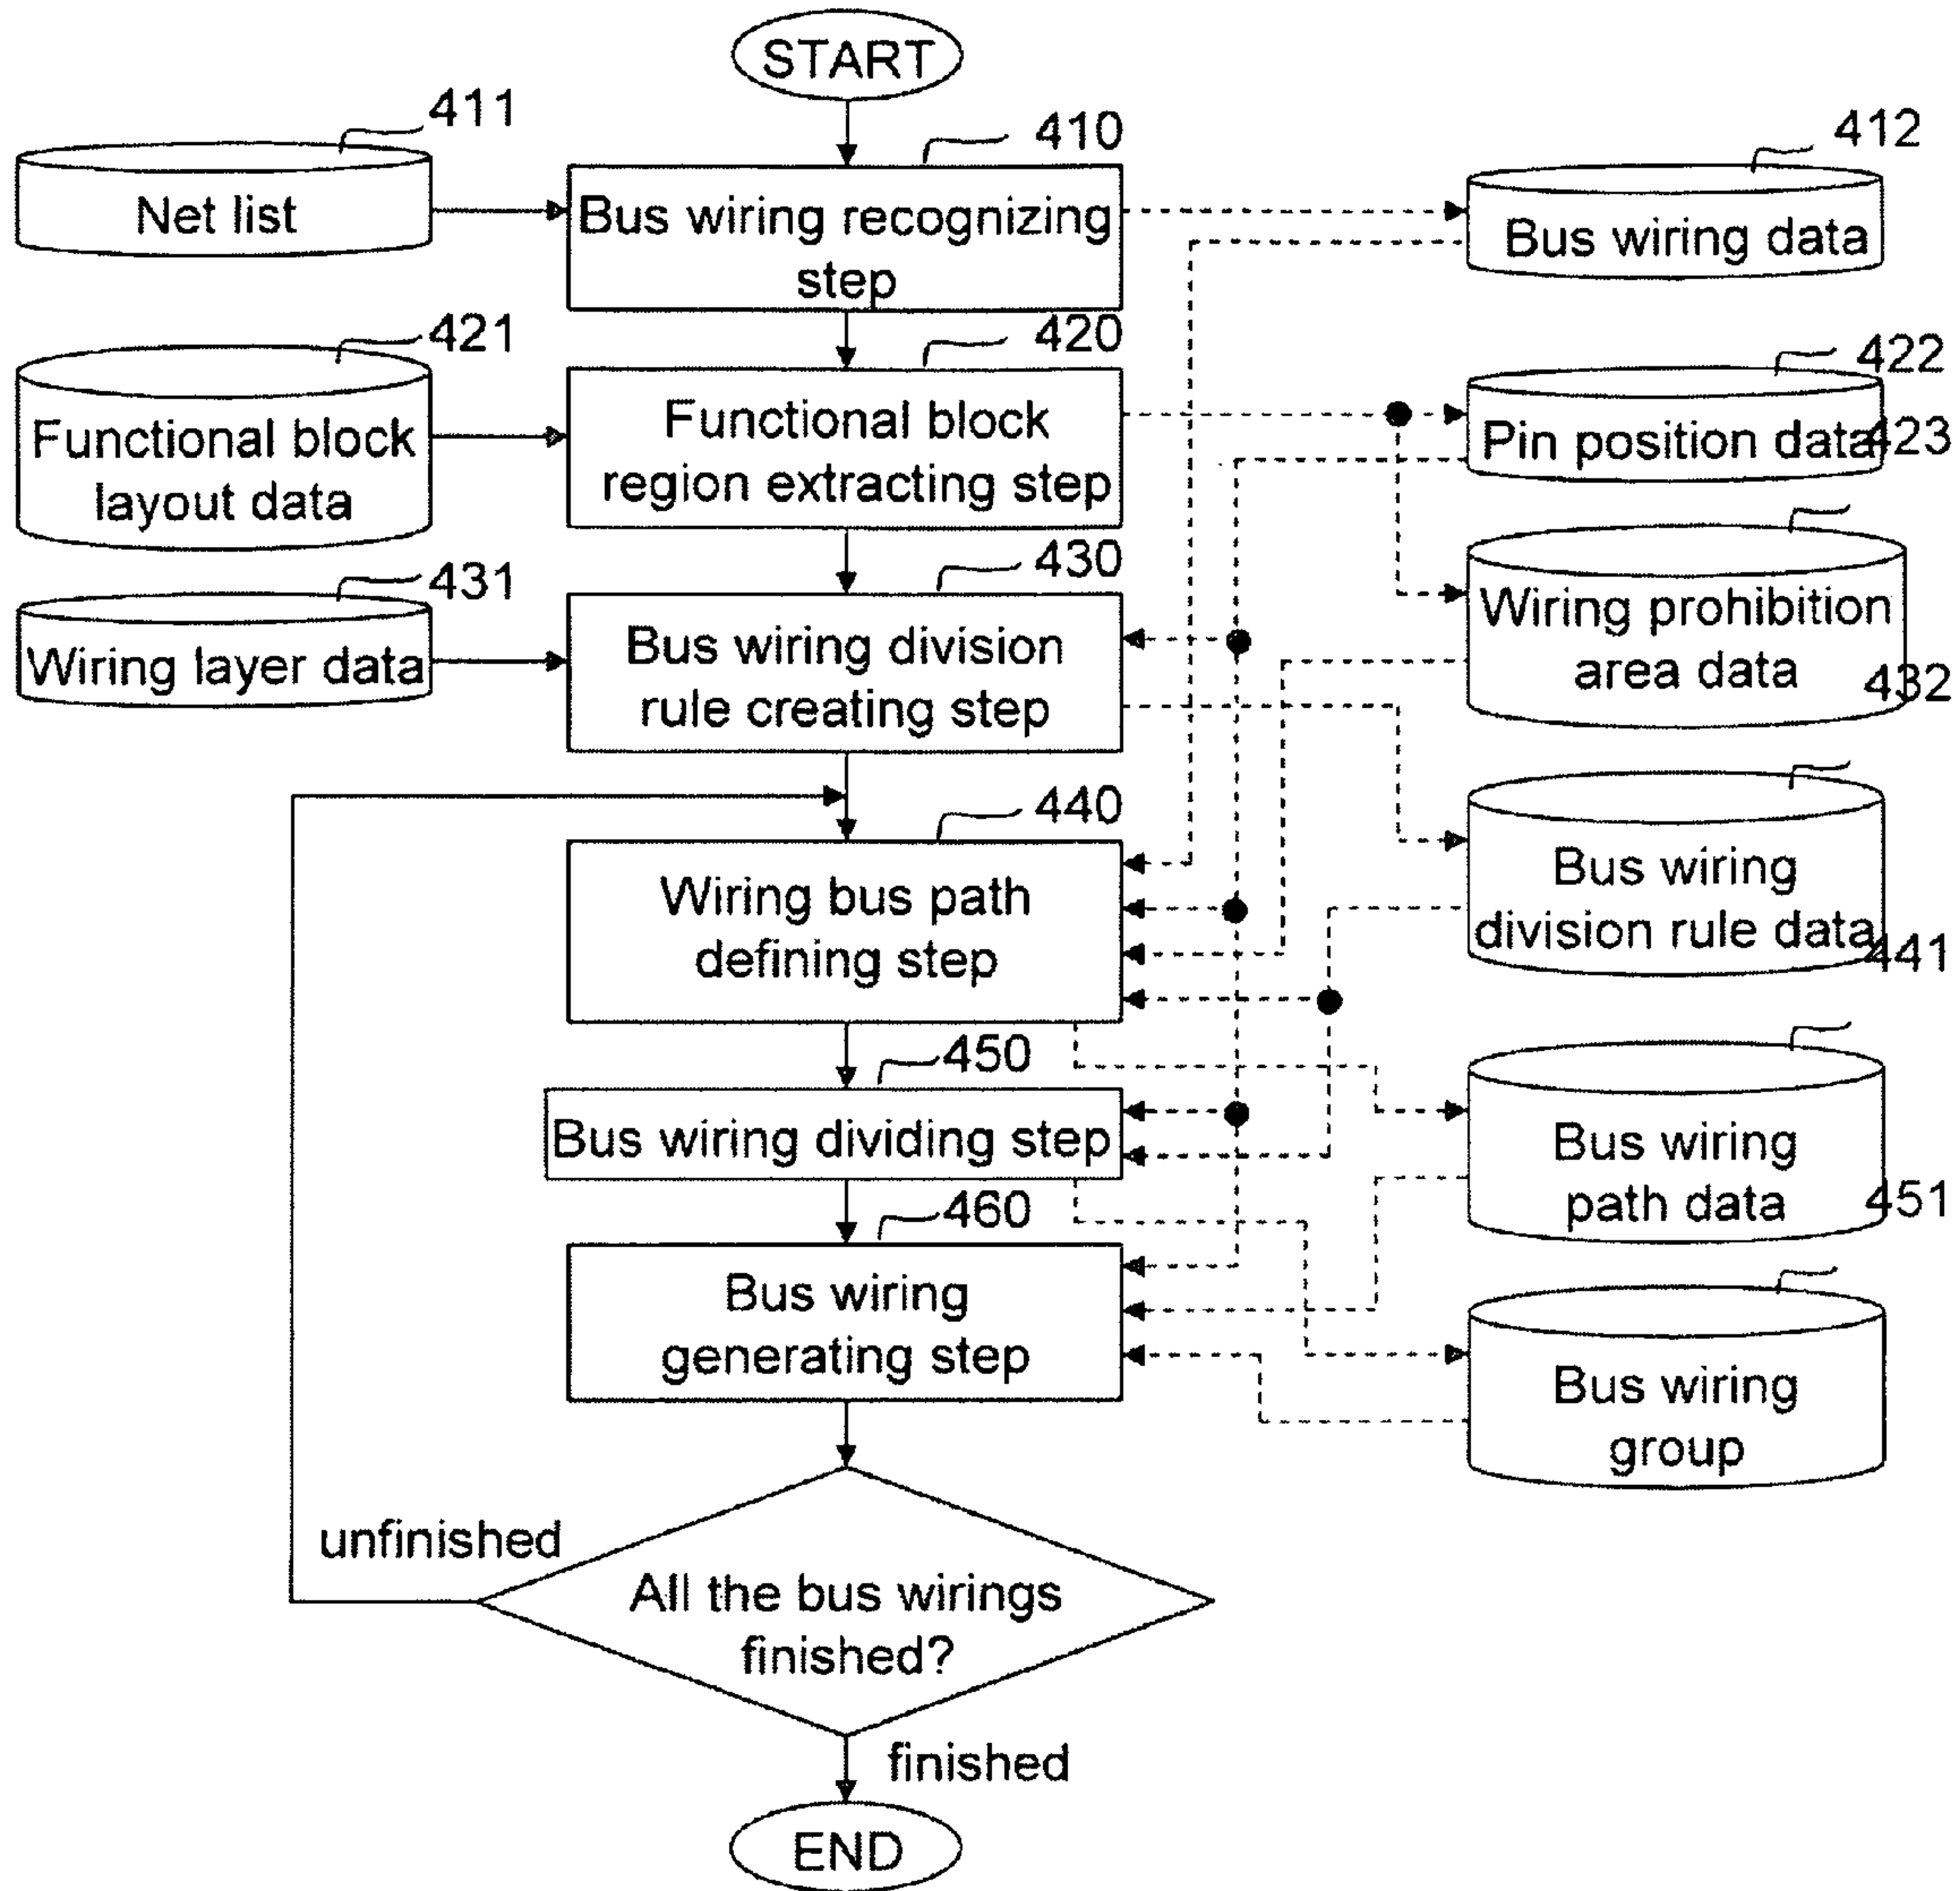 START
411
410
412
Net list
Bus wiring recognizing
step
Bus wiring data
421
420
422
Functional block
layout data
Functional block
region extracting step
Pin position data
423
431
430
Wiring layer data
Bus wiring division
rule creating step
Wiring prohibition
area data
432
440
Wiring bus path
defining step
Bus wiring
division rule data
441
450
Bus wiring dividing step
Bus wiring
path data
451
460
Bus wiring
generating step
Bus wiring
group
unfinished
All the bus wirings
finished?
finished
END